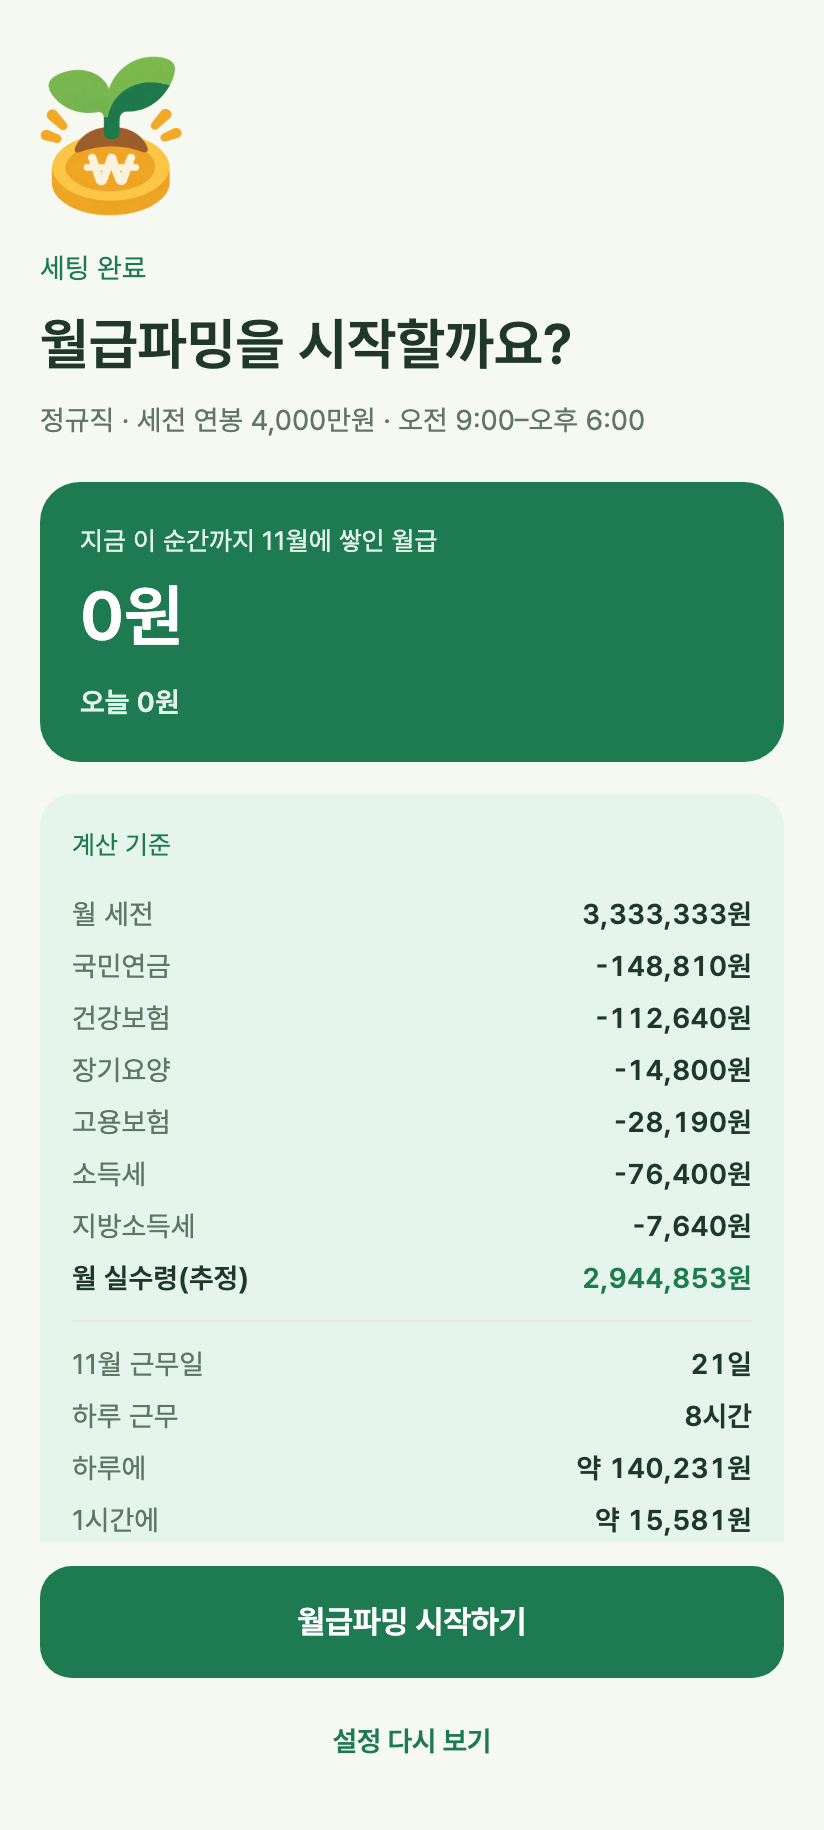 ₩
세팅 완료
월급파밍을 시작할까요?
정규직 · 세전 연봉 4,000만원 · 오전 9:00–오후 6:00
지금 이 순간까지 11월에 쌓인 월급
0원
오늘 0원
계산 기준
월 세전 3,333,333원
국민연금 -148,810원
건강보험 -112,640원
장기요양 -14,800원
고용보험 -28,190원
소득세 -76,400원
지방소득세 -7,640원
월 실수령(추정) 2,944,853원
11월 근무일 21일
하루 근무 8시간
하루에 약 140,231원
1시간에 약 15,581원
월급파밍 시작하기
설정 다시 보기